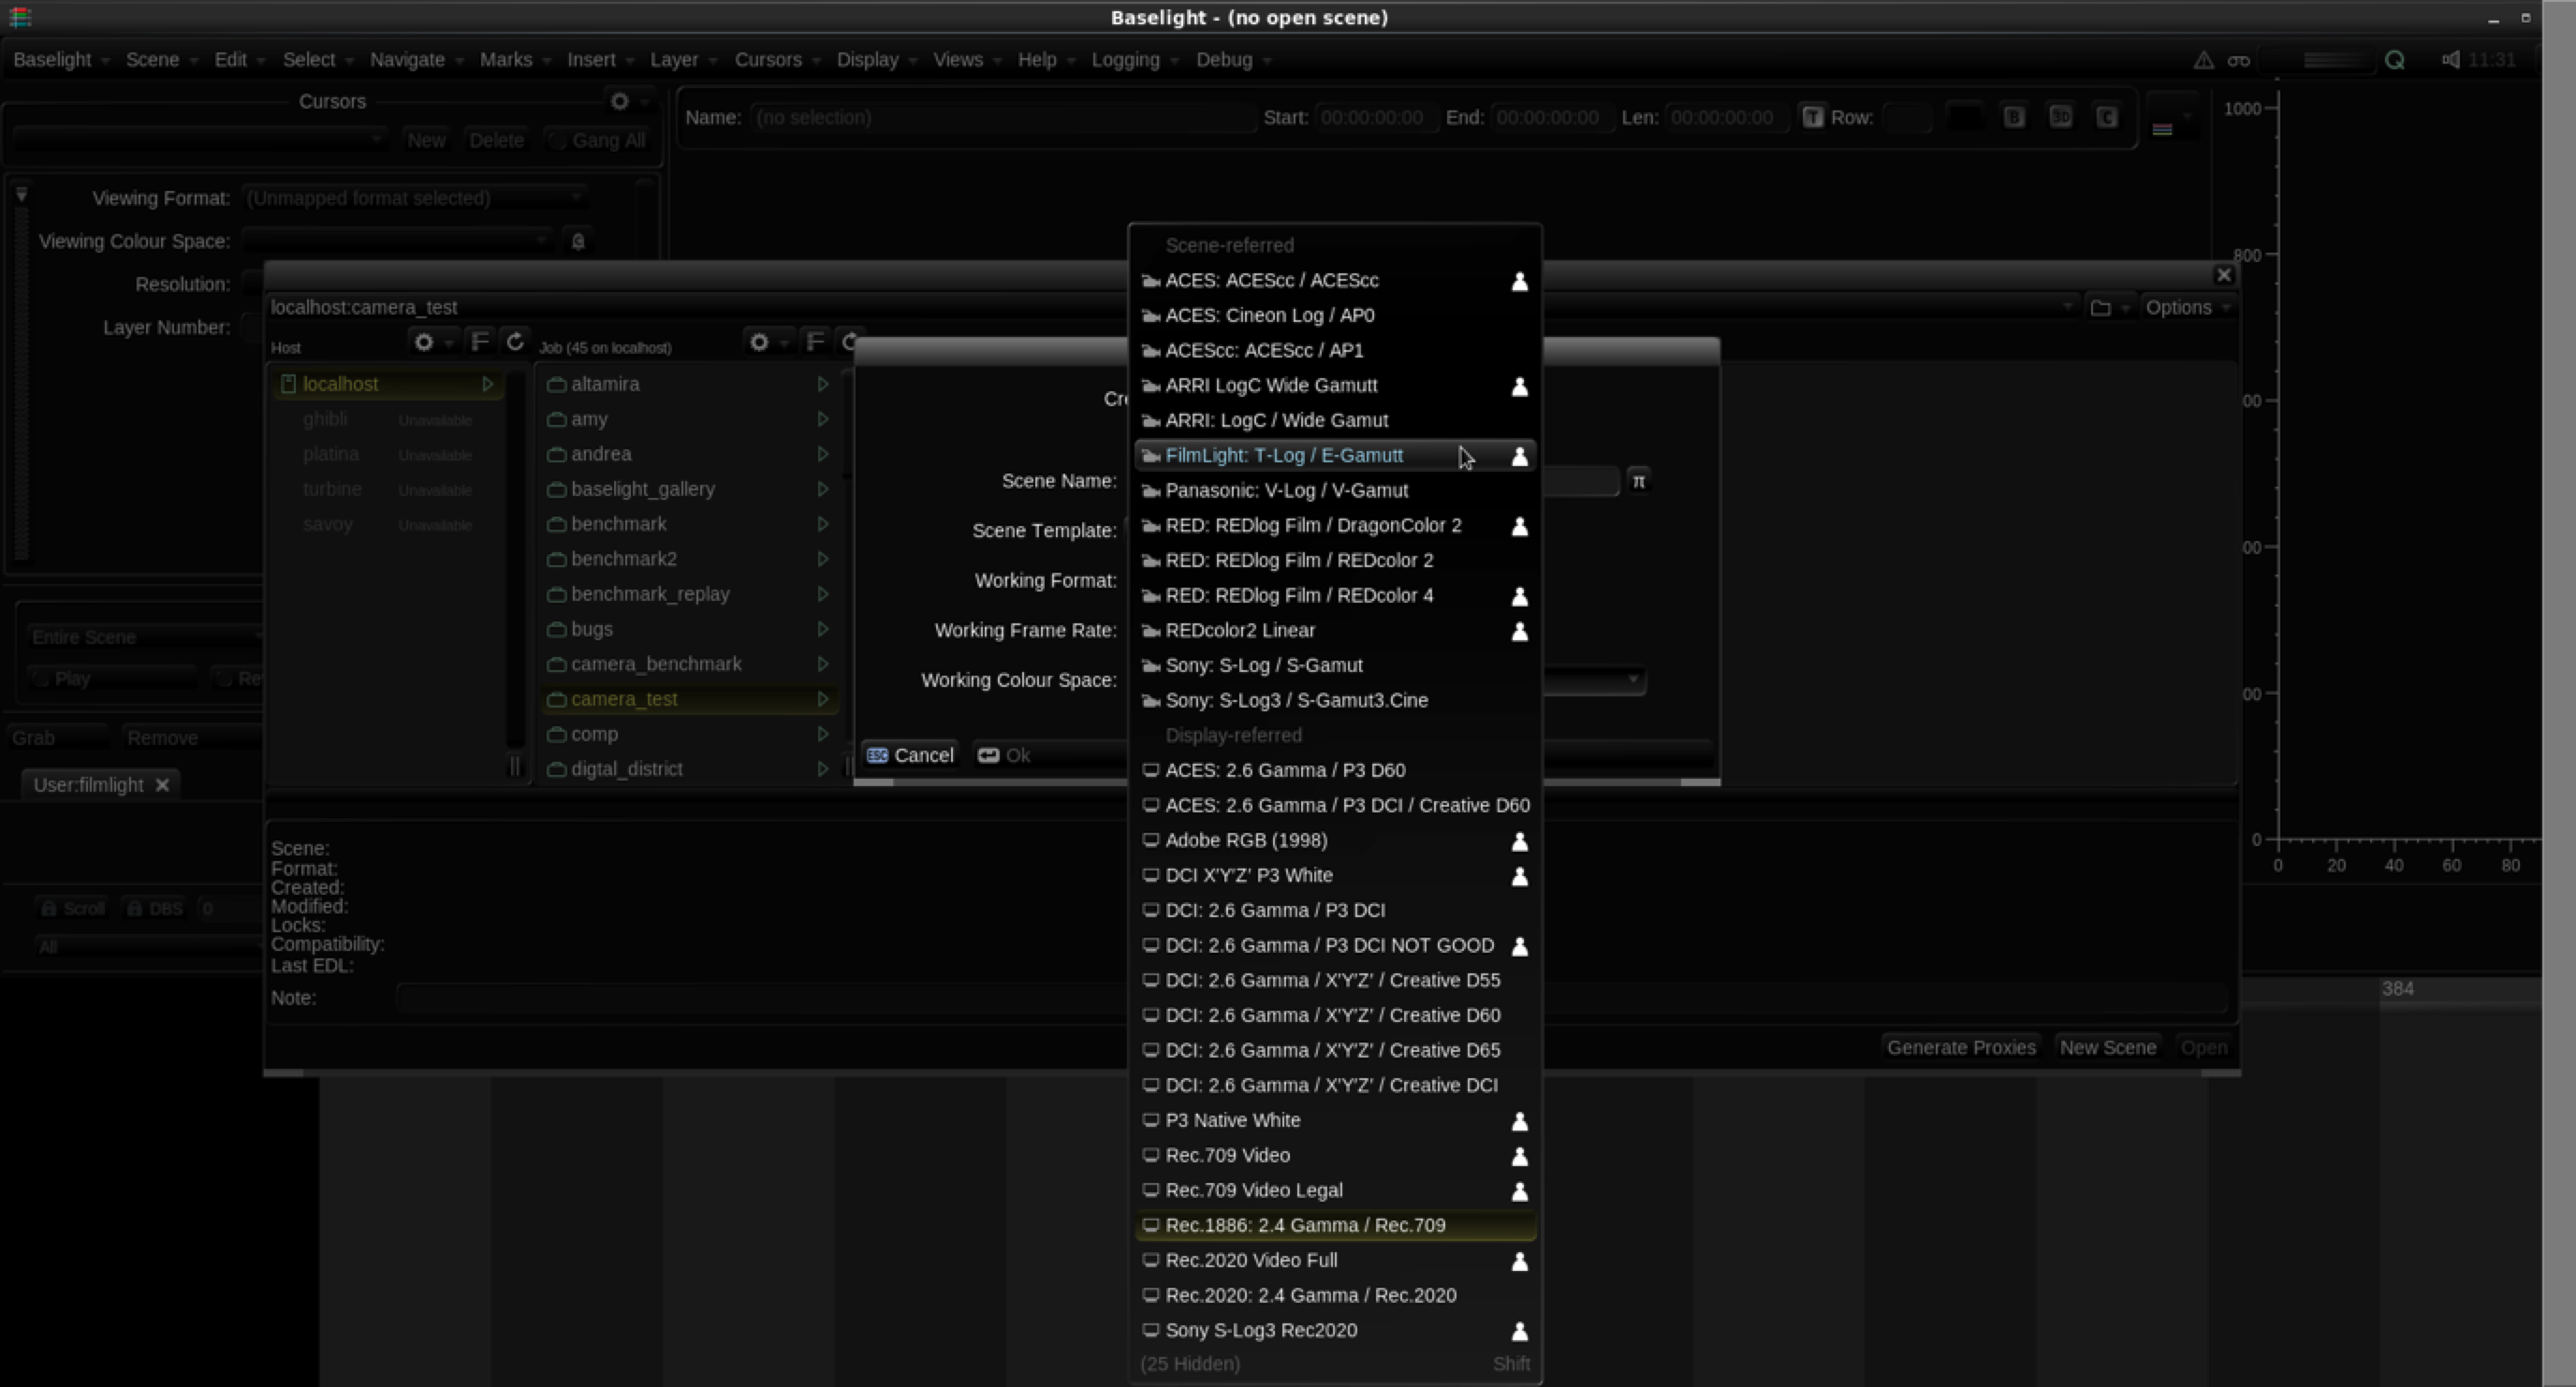 Baselight - (no open scene)
Baselight Scene Edit Select Navigate Marks Insert Layer Cursors Display Views Help Logging Debug 11:31
Cursors
New Delete Gang All
Name: (no selection) Start: 00:00:00:00 End: 00:00:00:00 Len: 00:00:00:00 T Row: B 3D C
Viewing Format: (Unmapped format selected)
Viewing Colour Space:
Resolution:
Layer Number:
Entire Scene
Play
Grab Remove
User:filmlight
Scroll DBS 0
All
localhost:camera_test
Options
Host
Job (45 on localhost)
localhost
ghibli Unavailable
platina Unavailable
turbine Unavailable
savoy Unavailable
altamira
amy
andrea
baselight_gallery
benchmark
benchmark2
benchmark_replay
bugs
camera_benchmark
camera_test
comp
digtal_district
Scene Name: π
Scene Template:
Working Format:
Working Frame Rate:
Working Colour Space:
ESC Cancel Ok
Scene-referred
ACES: ACEScc / ACEScc
ACES: Cineon Log / AP0
ACEScc: ACEScc / AP1
ARRI LogC Wide Gamutt
ARRI: LogC / Wide Gamut
FilmLight: T-Log / E-Gamutt
Panasonic: V-Log / V-Gamut
RED: REDlog Film / DragonColor 2
RED: REDlog Film / REDcolor 2
RED: REDlog Film / REDcolor 4
REDcolor2 Linear
Sony: S-Log / S-Gamut
Sony: S-Log3 / S-Gamut3.Cine
Display-referred
ACES: 2.6 Gamma / P3 D60
ACES: 2.6 Gamma / P3 DCI / Creative D60
Adobe RGB (1998)
DCI X'Y'Z' P3 White
DCI: 2.6 Gamma / P3 DCI
DCI: 2.6 Gamma / P3 DCI NOT GOOD
DCI: 2.6 Gamma / X'Y'Z' / Creative D55
DCI: 2.6 Gamma / X'Y'Z' / Creative D60
DCI: 2.6 Gamma / X'Y'Z' / Creative D65
DCI: 2.6 Gamma / X'Y'Z' / Creative DCI
P3 Native White
Rec.709 Video
Rec.709 Video Legal
Rec.1886: 2.4 Gamma / Rec.709
Rec.2020 Video Full
Rec.2020: 2.4 Gamma / Rec.2020
Sony S-Log3 Rec2020
(25 Hidden) Shift
Scene:
Format:
Created:
Modified:
Locks:
Compatibility:
Last EDL:
Note:
Generate Proxies New Scene Open
1000
800
0
0 20 40 60 80
384